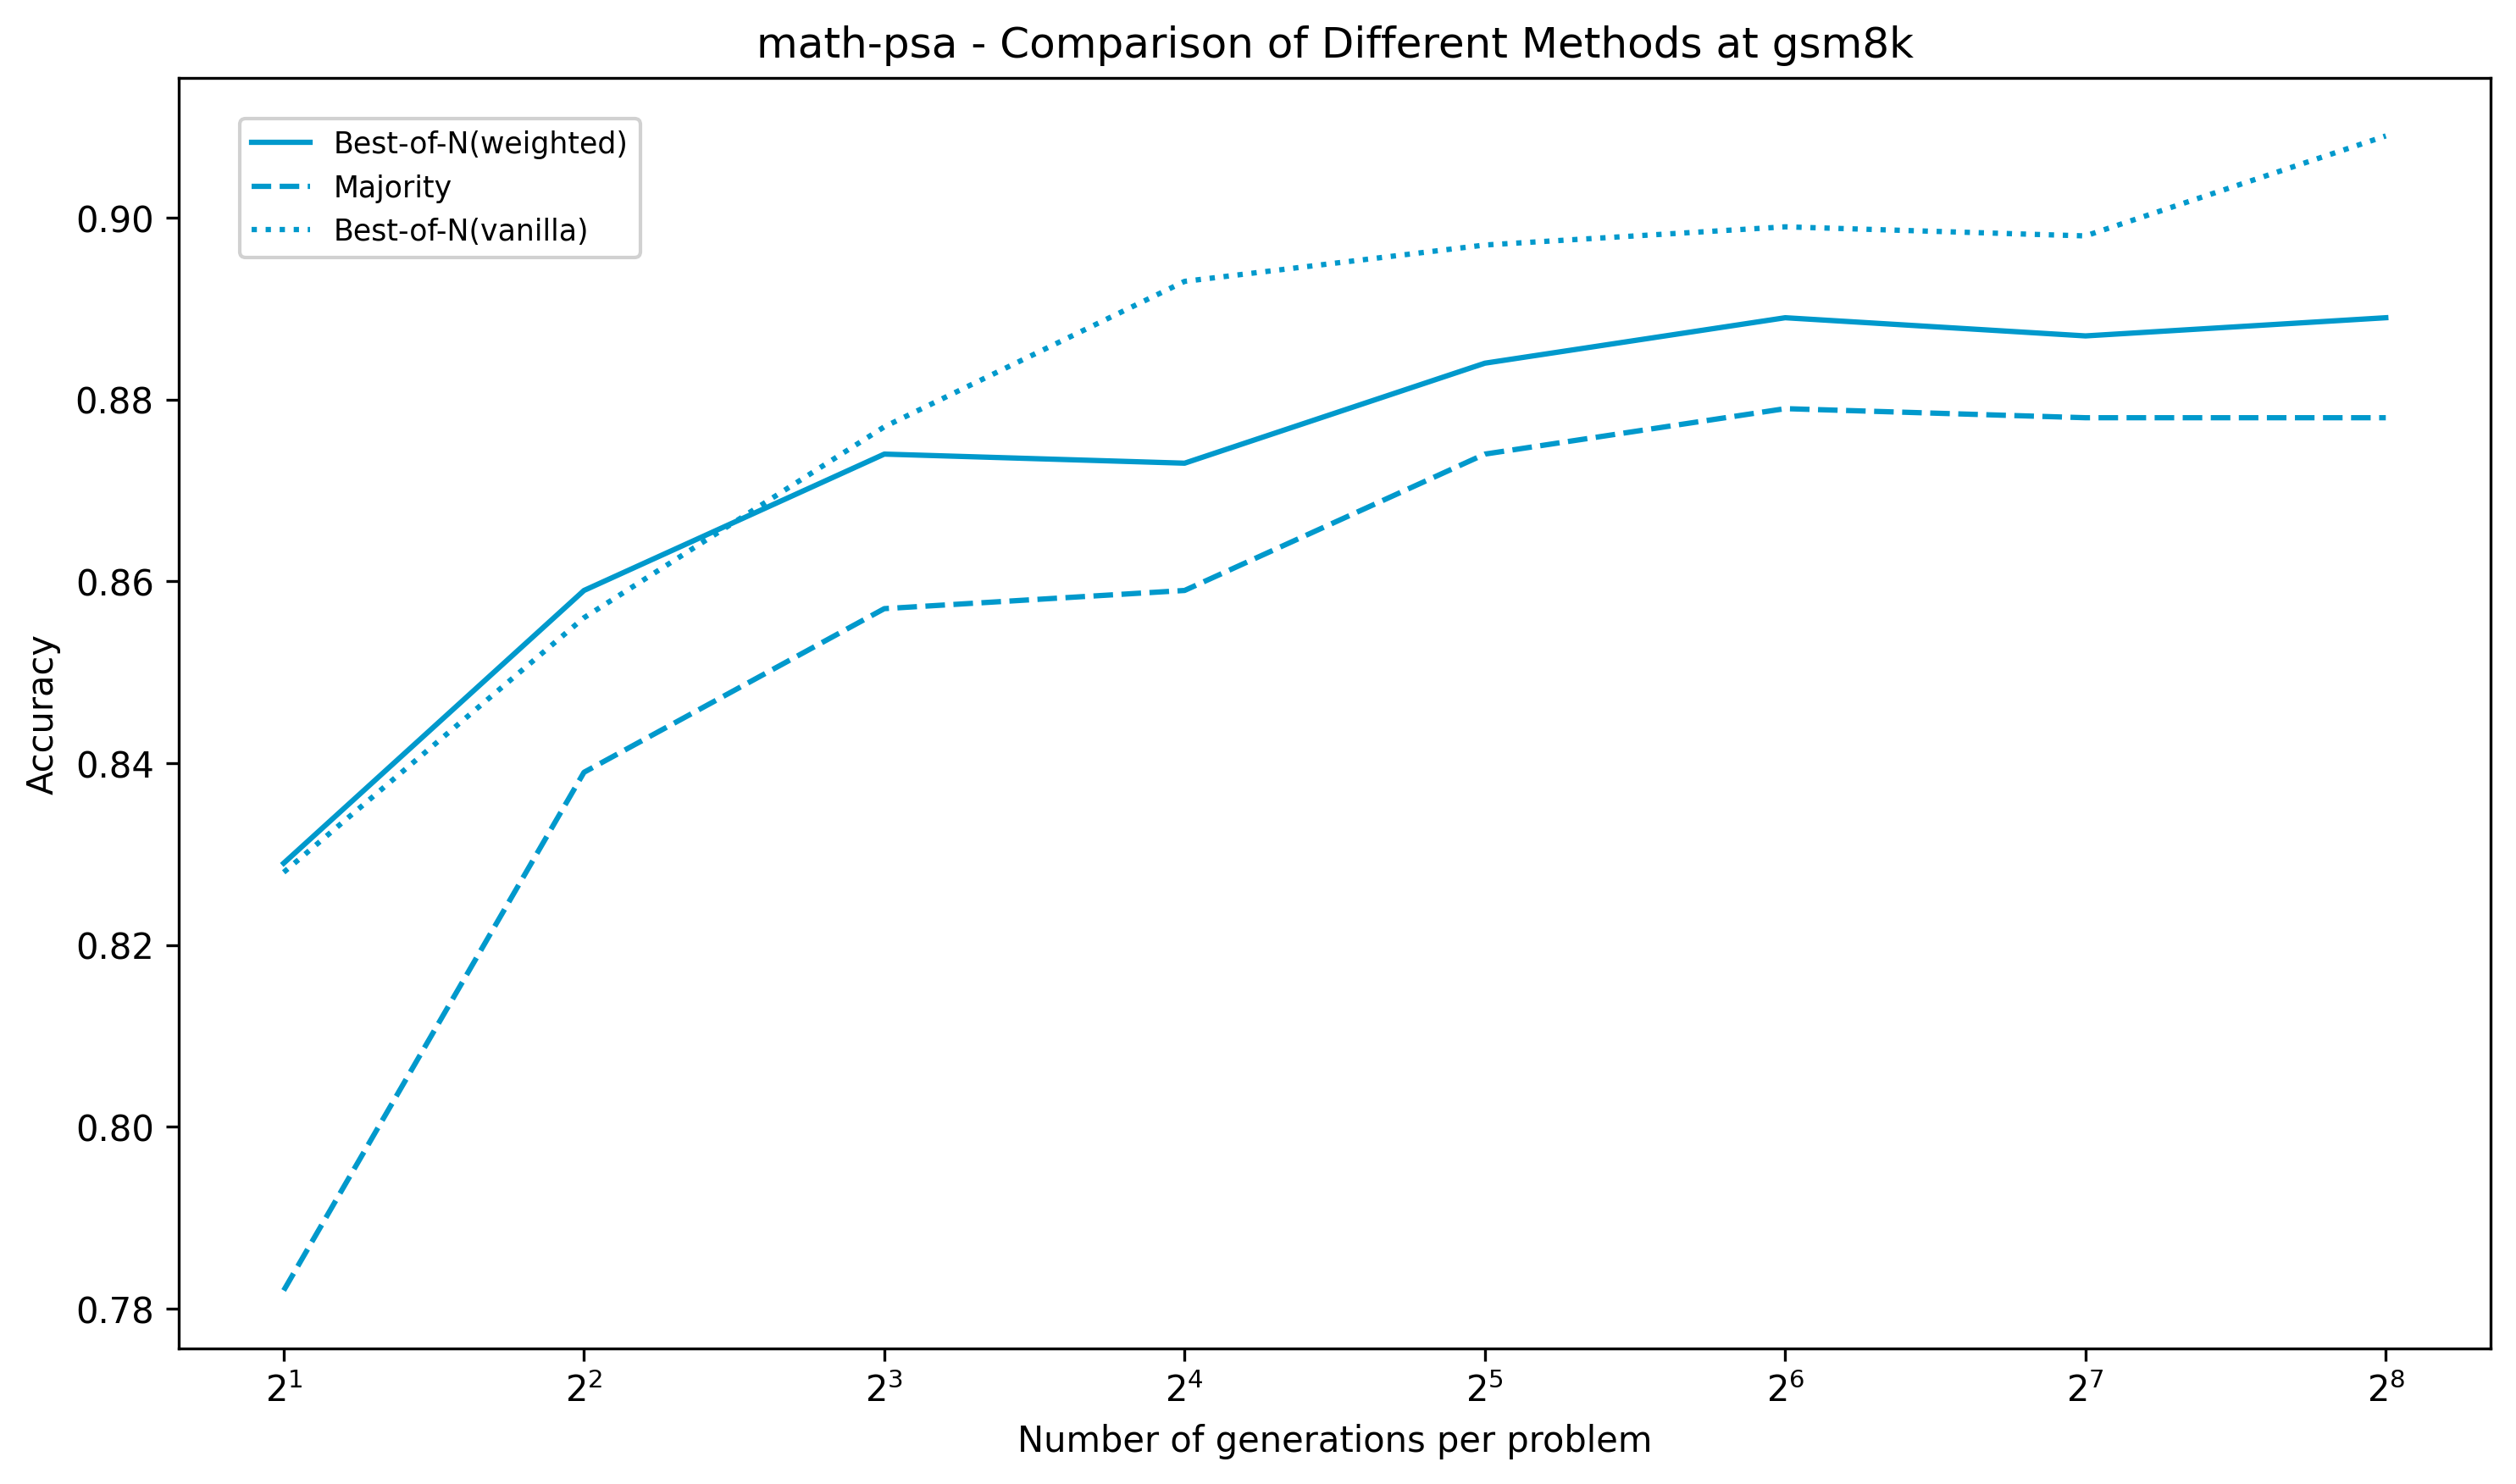 math-psa - Comparison of Different Methods at gsm8k
Best-of-N(weighted)
Majority
Best-of-N(vanilla)
Accuracy
0.90
0.88
0.86
0.84
0.82
0.80
0.78
2¹ 2² 2³ 2⁴ 2⁵ 2⁶ 2⁷ 2⁸
Number of generations per problem